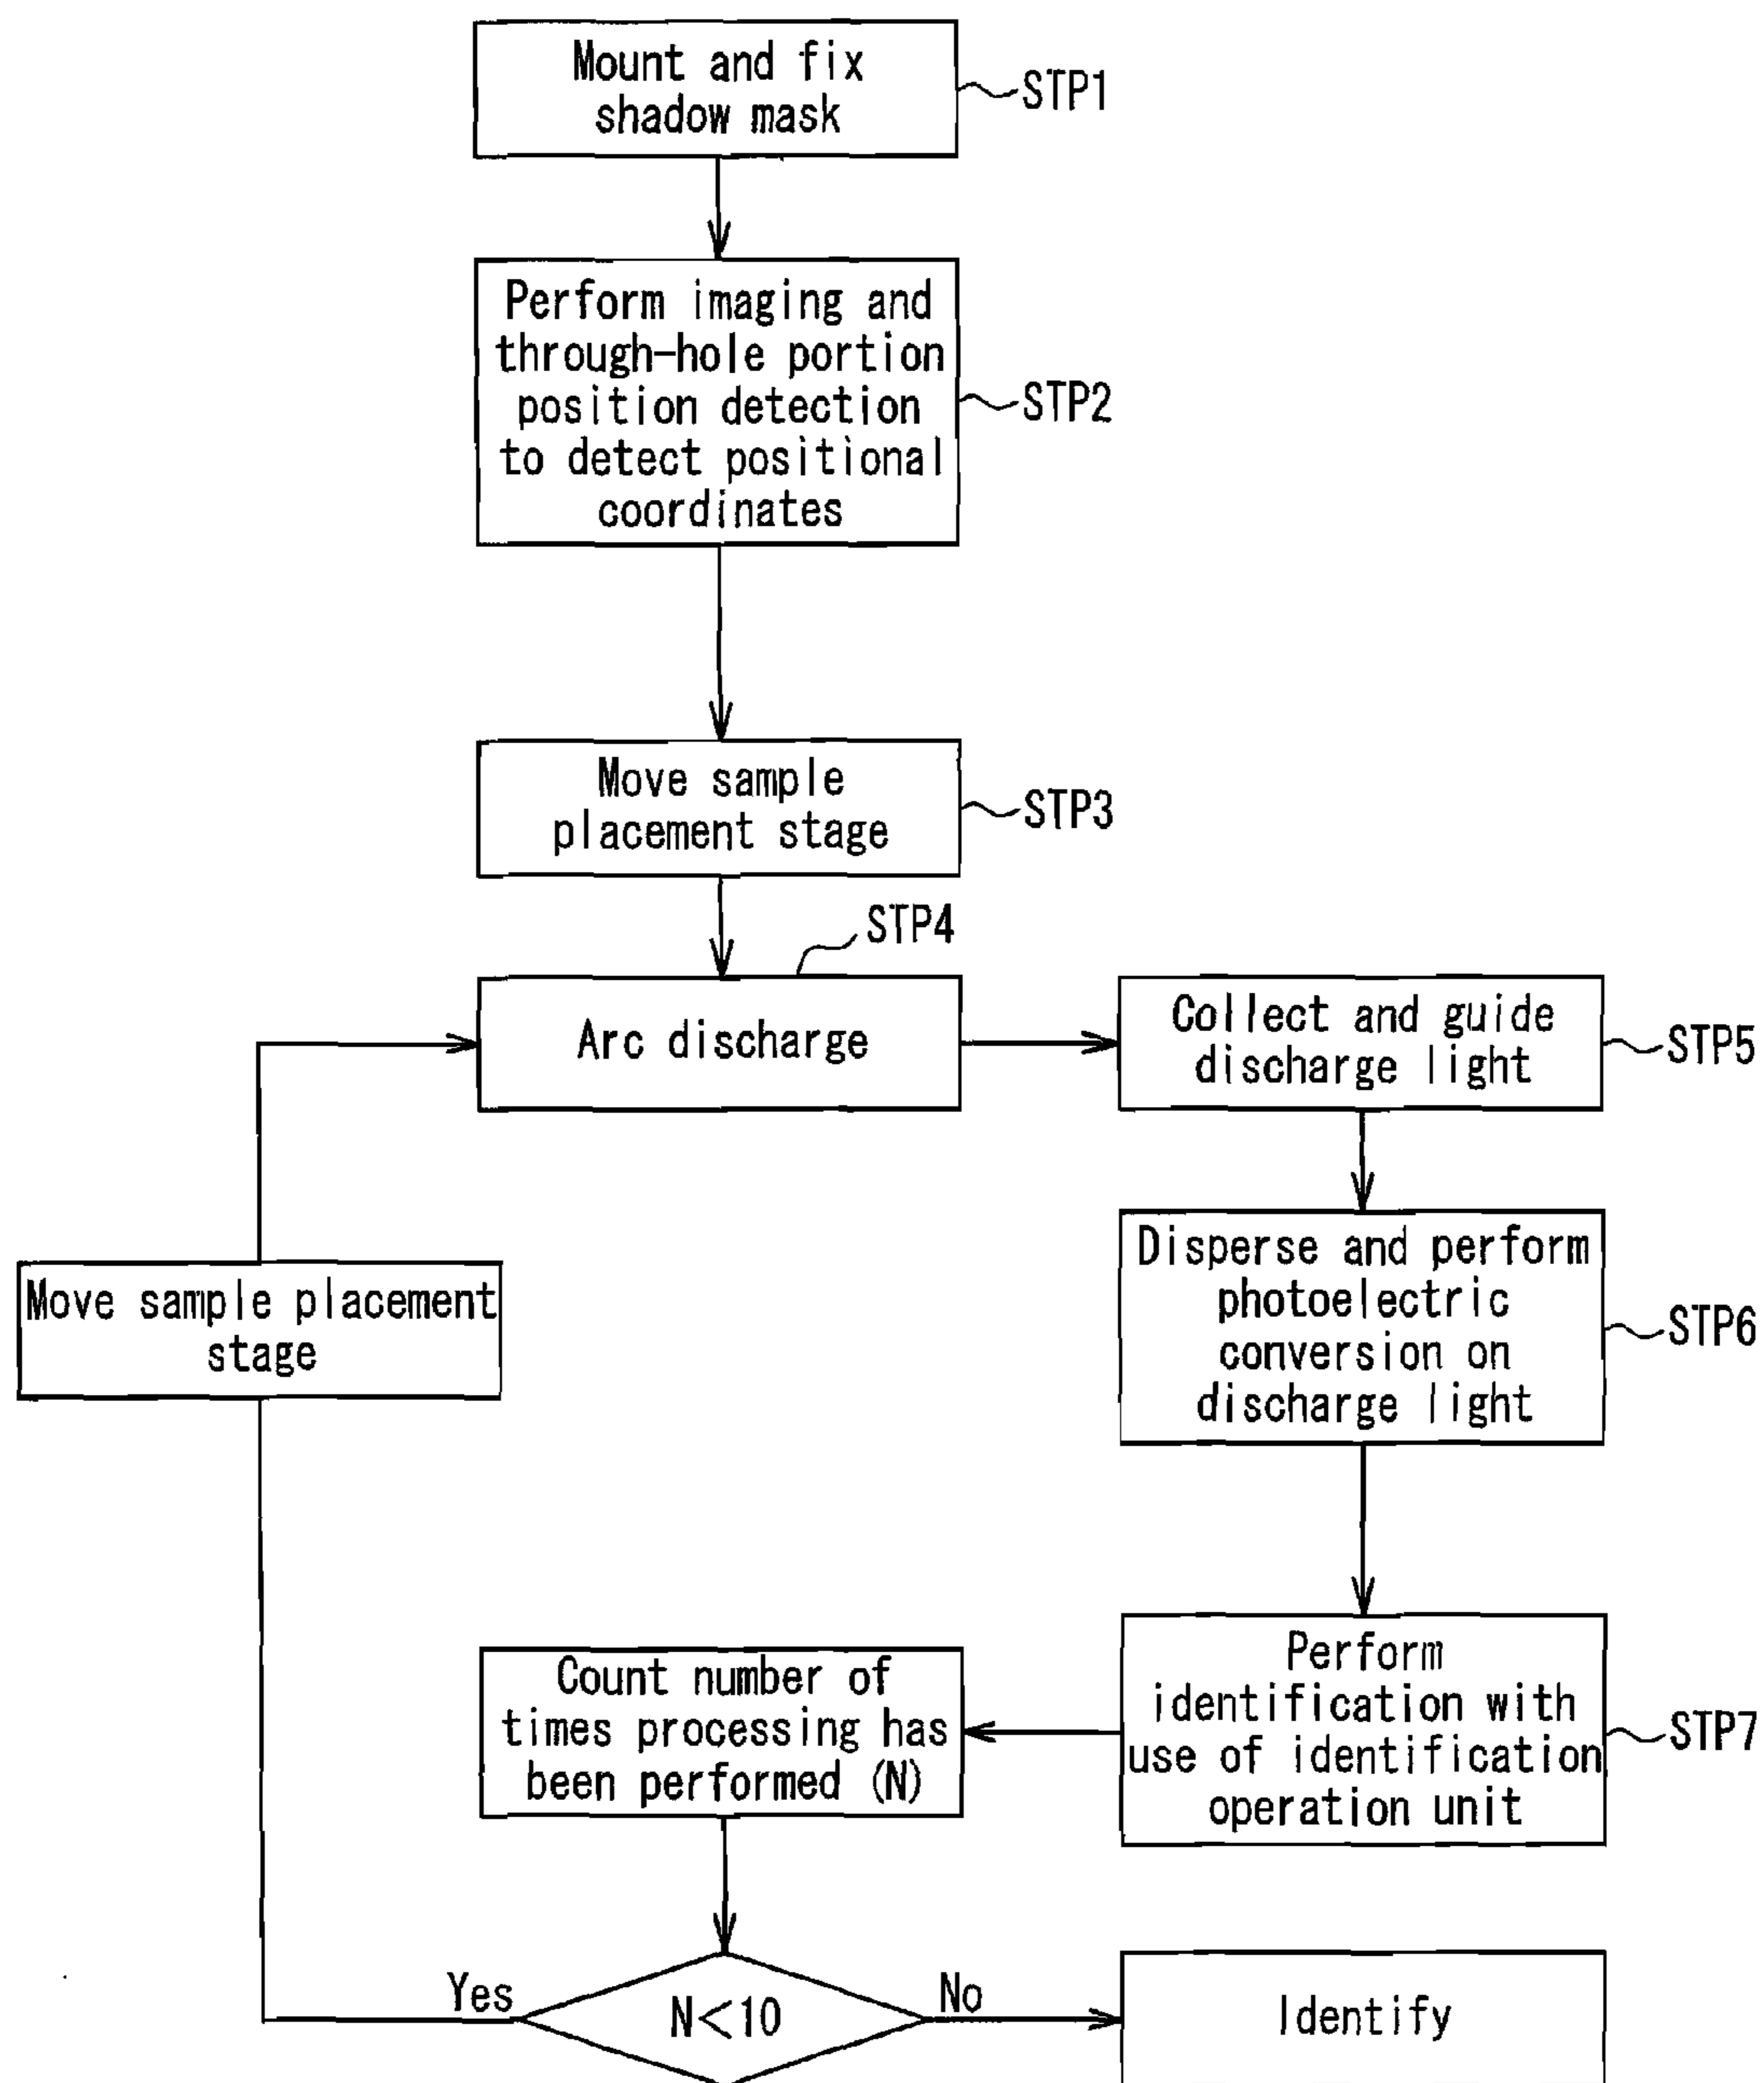 Mount and fix
shadow mask
STP1
Perform imaging and
through-hole portion
position detection
to detect positional
coordinates
STP2
Move sample
placement stage
STP3
STP4
Arc discharge
Collect and guide
discharge light
STP5
Disperse and perform
photoelectric
conversion on
discharge light
STP6
Move sample placement
stage
Perform
identification with
use of identification
operation unit
STP7
Count number of
times processing has
been performed (N)
Yes
N<10
No
Identify